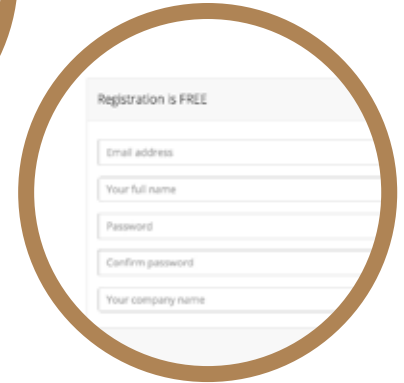 Registration is FREE
Email address
Your full name
Password
Confirm password
Your company name